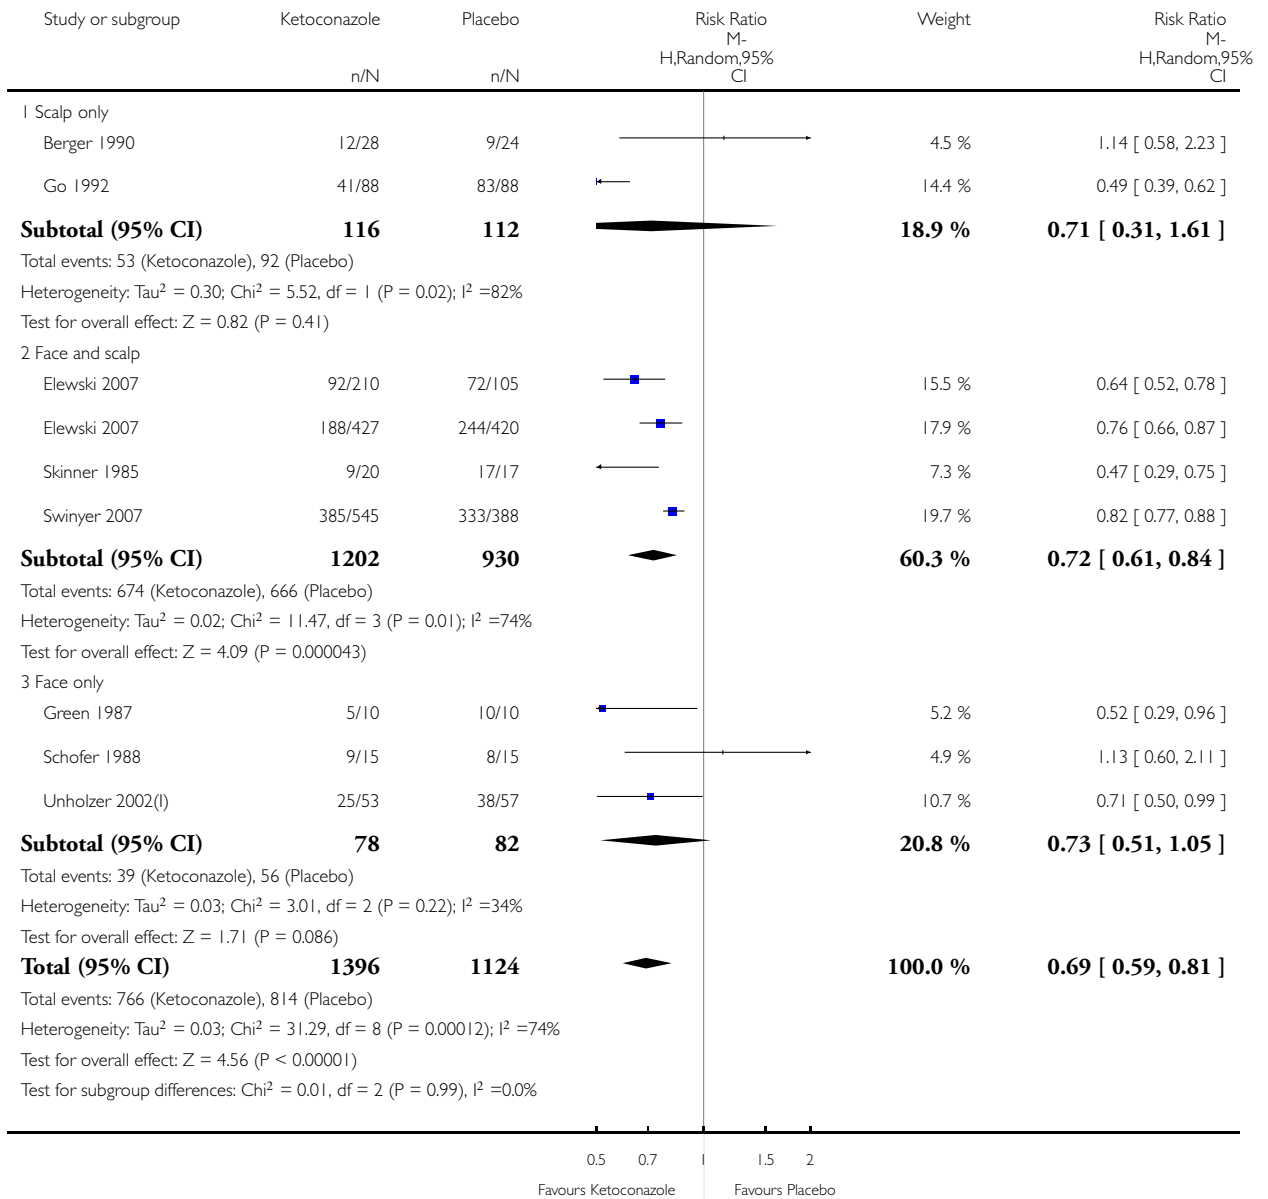 Study or subgroup Ketoconazole Placebo Risk Ratio Weight Risk Ratio
M- M-
H,Random,95% H,Random,95%
n/N n/N CI CI
1 Scalp only
Berger 1990 12/28 9/24 4.5 % 1.14 [ 0.58, 2.23 ]
Go 1992 41/88 83/88 14.4 % 0.49 [ 0.39, 0.62 ]
Subtotal (95% CI) 116 112 18.9 % 0.71 [ 0.31, 1.61 ]
Total events: 53 (Ketoconazole), 92 (Placebo)
Heterogeneity: Tau² = 0.30; Chi² = 5.52, df = 1 (P = 0.02); I² =82%
Test for overall effect: Z = 0.82 (P = 0.41)
2 Face and scalp
Elewski 2007 92/210 72/105 15.5 % 0.64 [ 0.52, 0.78 ]
Elewski 2007 188/427 244/420 17.9 % 0.76 [ 0.66, 0.87 ]
Skinner 1985 9/20 17/17 7.3 % 0.47 [ 0.29, 0.75 ]
Swinyer 2007 385/545 333/388 19.7 % 0.82 [ 0.77, 0.88 ]
Subtotal (95% CI) 1202 930 60.3 % 0.72 [ 0.61, 0.84 ]
Total events: 674 (Ketoconazole), 666 (Placebo)
Heterogeneity: Tau² = 0.02; Chi² = 11.47, df = 3 (P = 0.01); I² =74%
Test for overall effect: Z = 4.09 (P = 0.000043)
3 Face only
Green 1987 5/10 10/10 5.2 % 0.52 [ 0.29, 0.96 ]
Schofer 1988 9/15 8/15 4.9 % 1.13 [ 0.60, 2.11 ]
Unholzer 2002(I) 25/53 38/57 10.7 % 0.71 [ 0.50, 0.99 ]
Subtotal (95% CI) 78 82 20.8 % 0.73 [ 0.51, 1.05 ]
Total events: 39 (Ketoconazole), 56 (Placebo)
Heterogeneity: Tau² = 0.03; Chi² = 3.01, df = 2 (P = 0.22); I² =34%
Test for overall effect: Z = 1.71 (P = 0.086)
Total (95% CI) 1396 1124 100.0 % 0.69 [ 0.59, 0.81 ]
Total events: 766 (Ketoconazole), 814 (Placebo)
Heterogeneity: Tau² = 0.03; Chi² = 31.29, df = 8 (P = 0.00012); I² =74%
Test for overall effect: Z = 4.56 (P < 0.00001)
Test for subgroup differences: Chi² = 0.01, df = 2 (P = 0.99), I² =0.0%
0.5 0.7 1 1.5 2
Favours Ketoconazole Favours Placebo